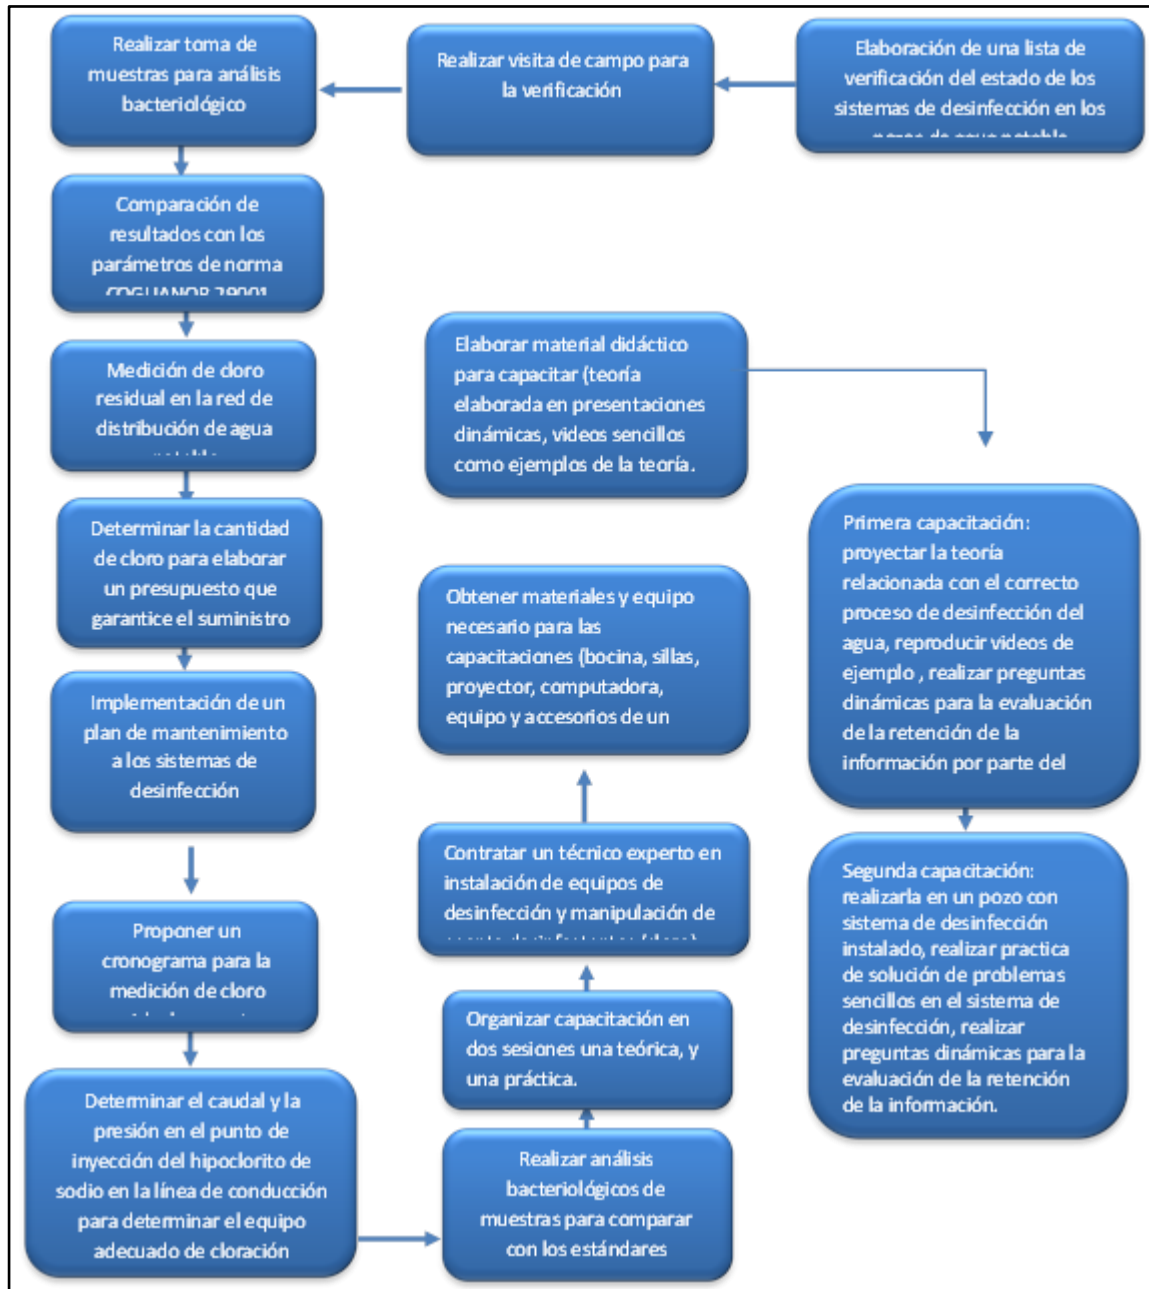 Elaboración de una lista de
verificación del estado de los
sistemas de desinfección en los
pozos de agua potable
Realizar visita de campo para
la verificación
Realizar toma de
muestras para análisis
bacteriológico
Comparación de
resultados con los
parámetros de norma
COGUANOR 29001
Medición de cloro
residual en la red de
distribución de agua
potable
Determinar la cantidad
de cloro para elaborar
un presupuesto que
garantice el suministro
Implementación de un
plan de mantenimiento
a los sistemas de
desinfección
Proponer un
cronograma para la
medición de cloro
Determinar el caudal y la
presión en el punto de
inyección del hipoclorito de
sodio en la línea de conducción
para determinar el equipo
adecuado de cloración
Realizar análisis
bacteriológicos de
muestras para comparar
con los estándares
Organizar capacitación en
dos sesiones una teórica, y
una práctica.
Contratar un técnico experto en
instalación de equipos de
desinfección y manipulación de
Obtener materiales y equipo
necesario para las
capacitaciones (bocina, sillas,
proyector, computadora,
equipo y accesorios de un
Elaborar material didáctico
para capacitar (teoría
elaborada en presentaciones
dinámicas, videos sencillos
como ejemplos de la teoría.
Primera capacitación:
proyectar la teoría
relacionada con el correcto
proceso de desinfección del
agua, reproducir videos de
ejemplo , realizar preguntas
dinámicas para la evaluación
de la retención de la
información por parte del
Segunda capacitación:
realizarla en un pozo con
sistema de desinfección
instalado, realizar practica
de solución de problemas
sencillos en el sistema de
desinfección, realizar
preguntas dinámicas para la
evaluación de la retención
de la información.